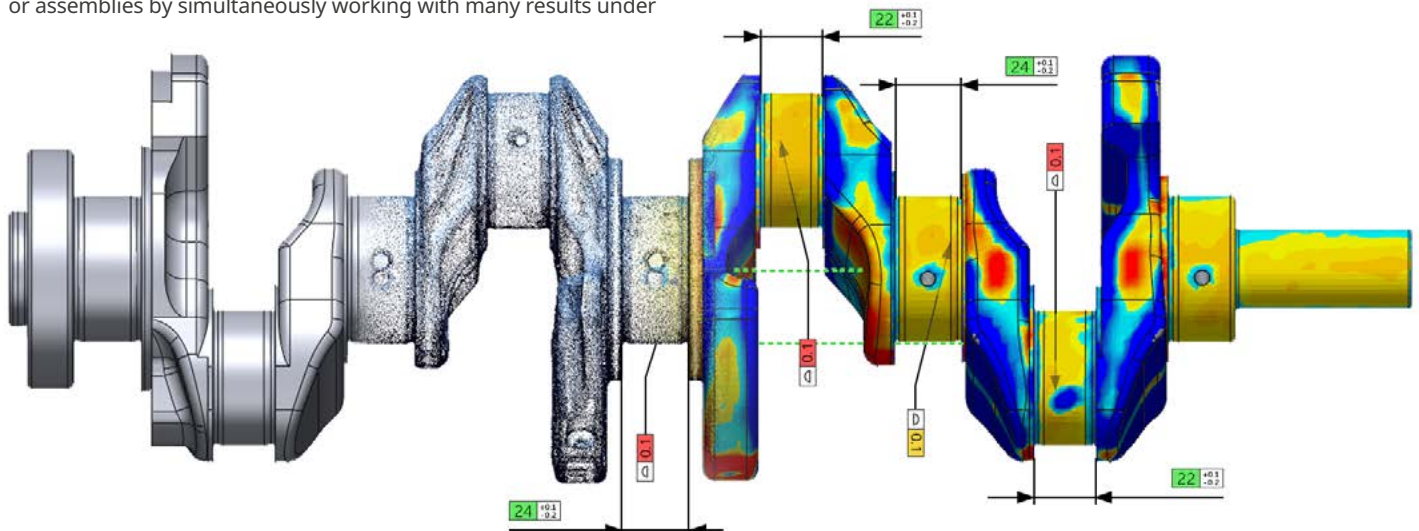 or assemblies by simultaneously working with many results under
22 +0.1 -0.2
24 +0.1 -0.2
0.1
0.1
0.1
0.1
22 +0.1 -0.2
24 +0.1 -0.2